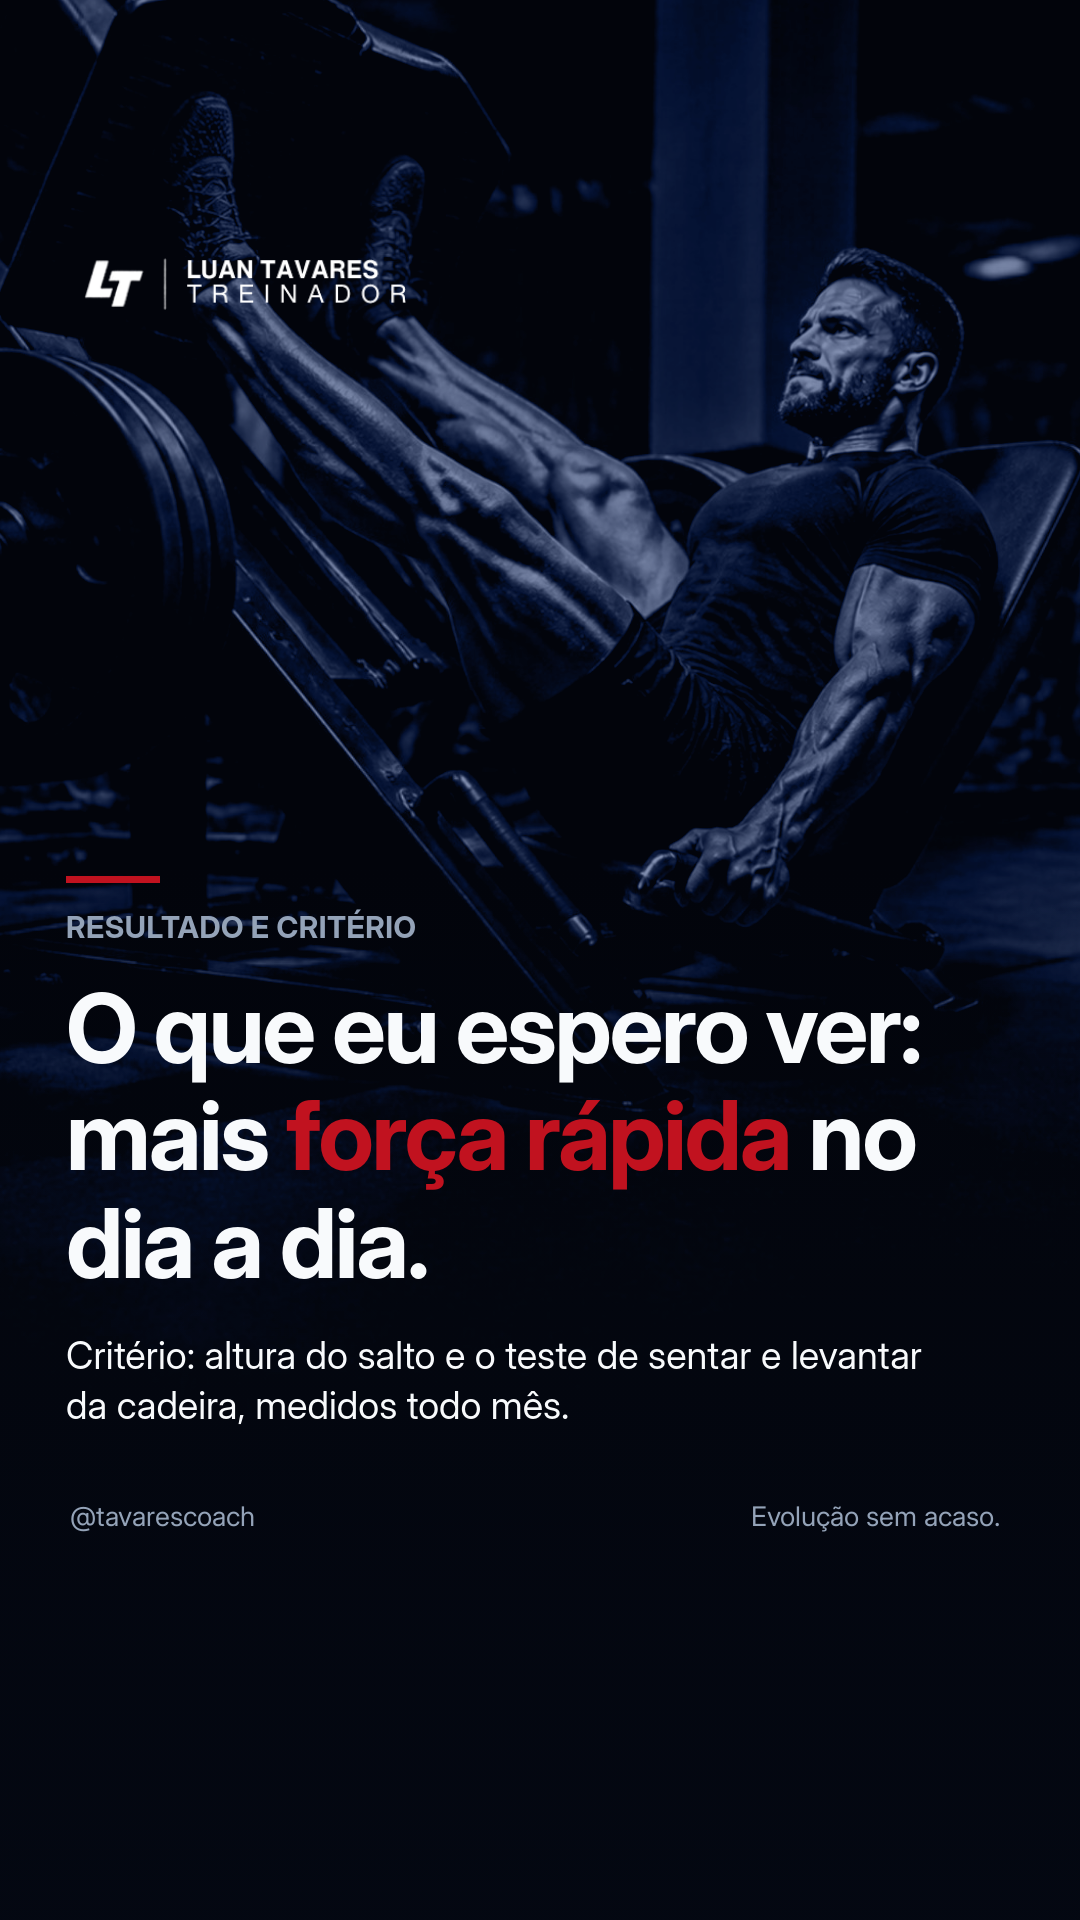 LT
LUAN TAVARES
TREINADOR
RESULTADO E CRITÉRIO
O que eu espero ver:
mais força rápida no
dia a dia.
Critério: altura do salto e o teste de sentar e levantar
da cadeira, medidos todo mês.
@tavarescoach
Evolução sem acaso.